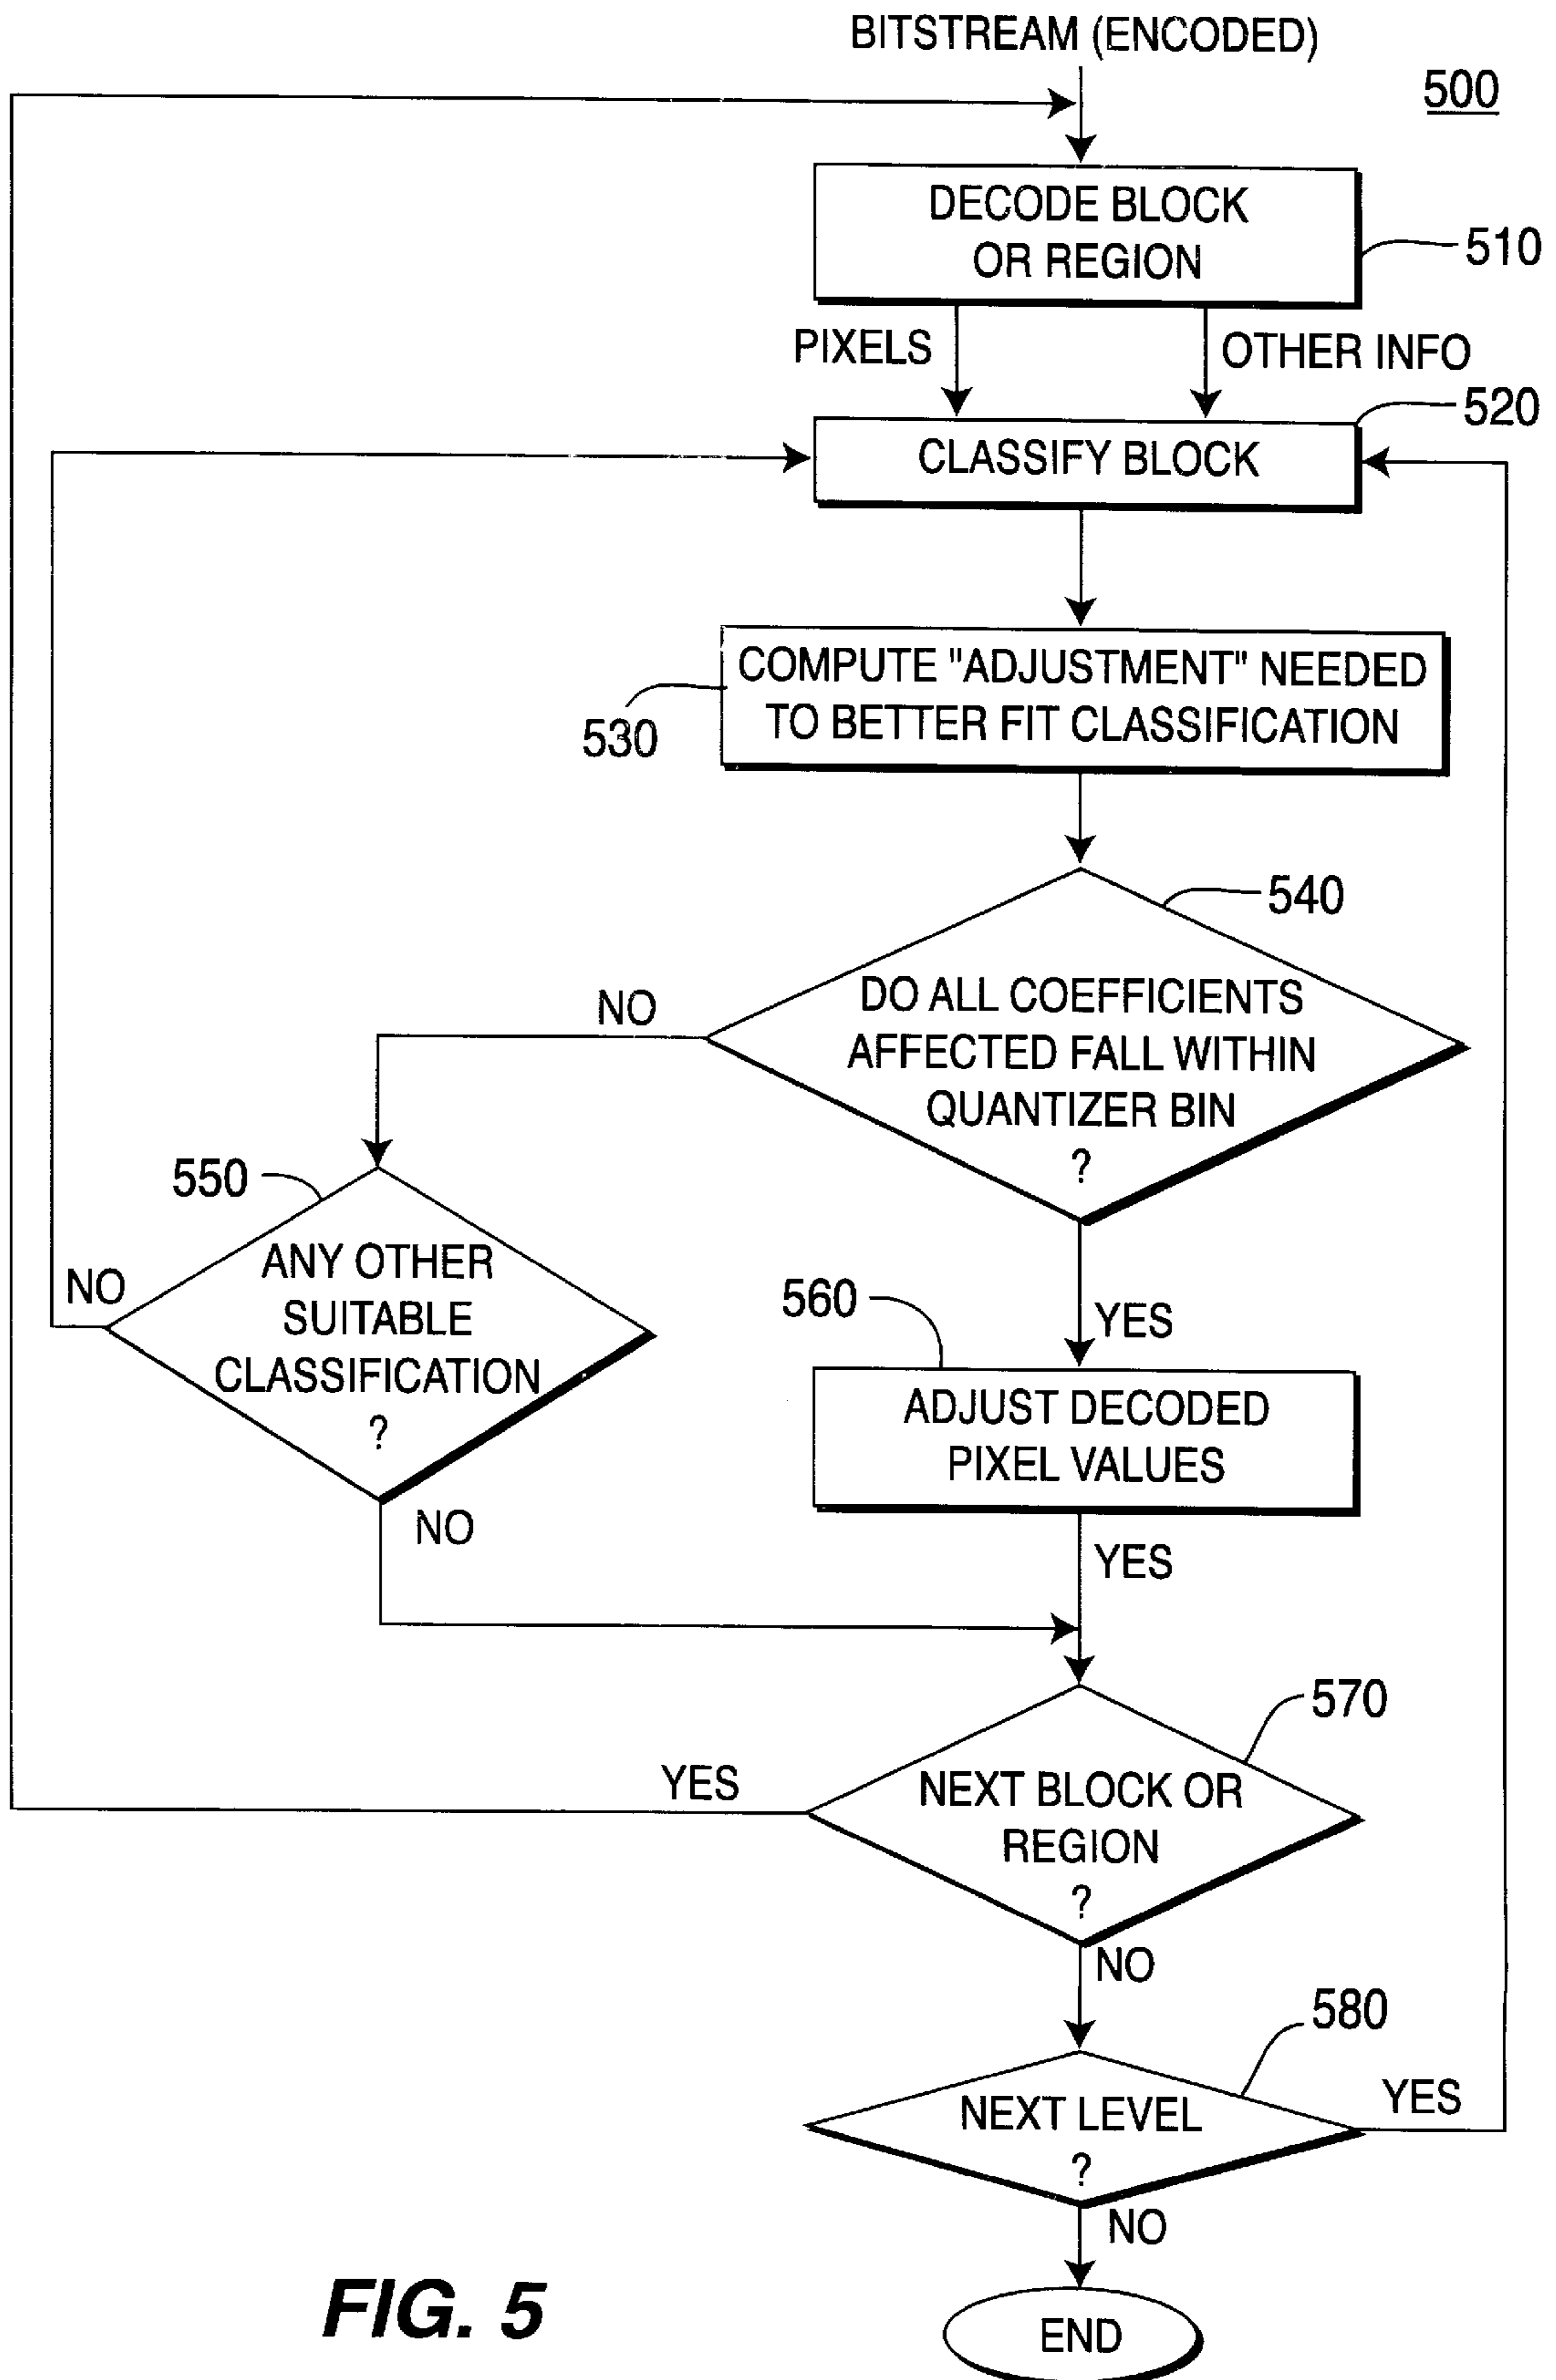 BITSTREAM (ENCODED)
500
DECODE BLOCK
OR REGION
510
PIXELS
OTHER INFO
520
CLASSIFY BLOCK
COMPUTE "ADJUSTMENT" NEEDED
TO BETTER FIT CLASSIFICATION
530
540
DO ALL COEFFICIENTS
AFFECTED FALL WITHIN
QUANTIZER BIN
?
NO
550
ANY OTHER
SUITABLE
CLASSIFICATION
?
NO
NO
YES
560
ADJUST DECODED
PIXEL VALUES
YES
570
NEXT BLOCK OR
REGION
?
YES
NO
580
NEXT LEVEL
?
YES
NO
END
FIG. 5